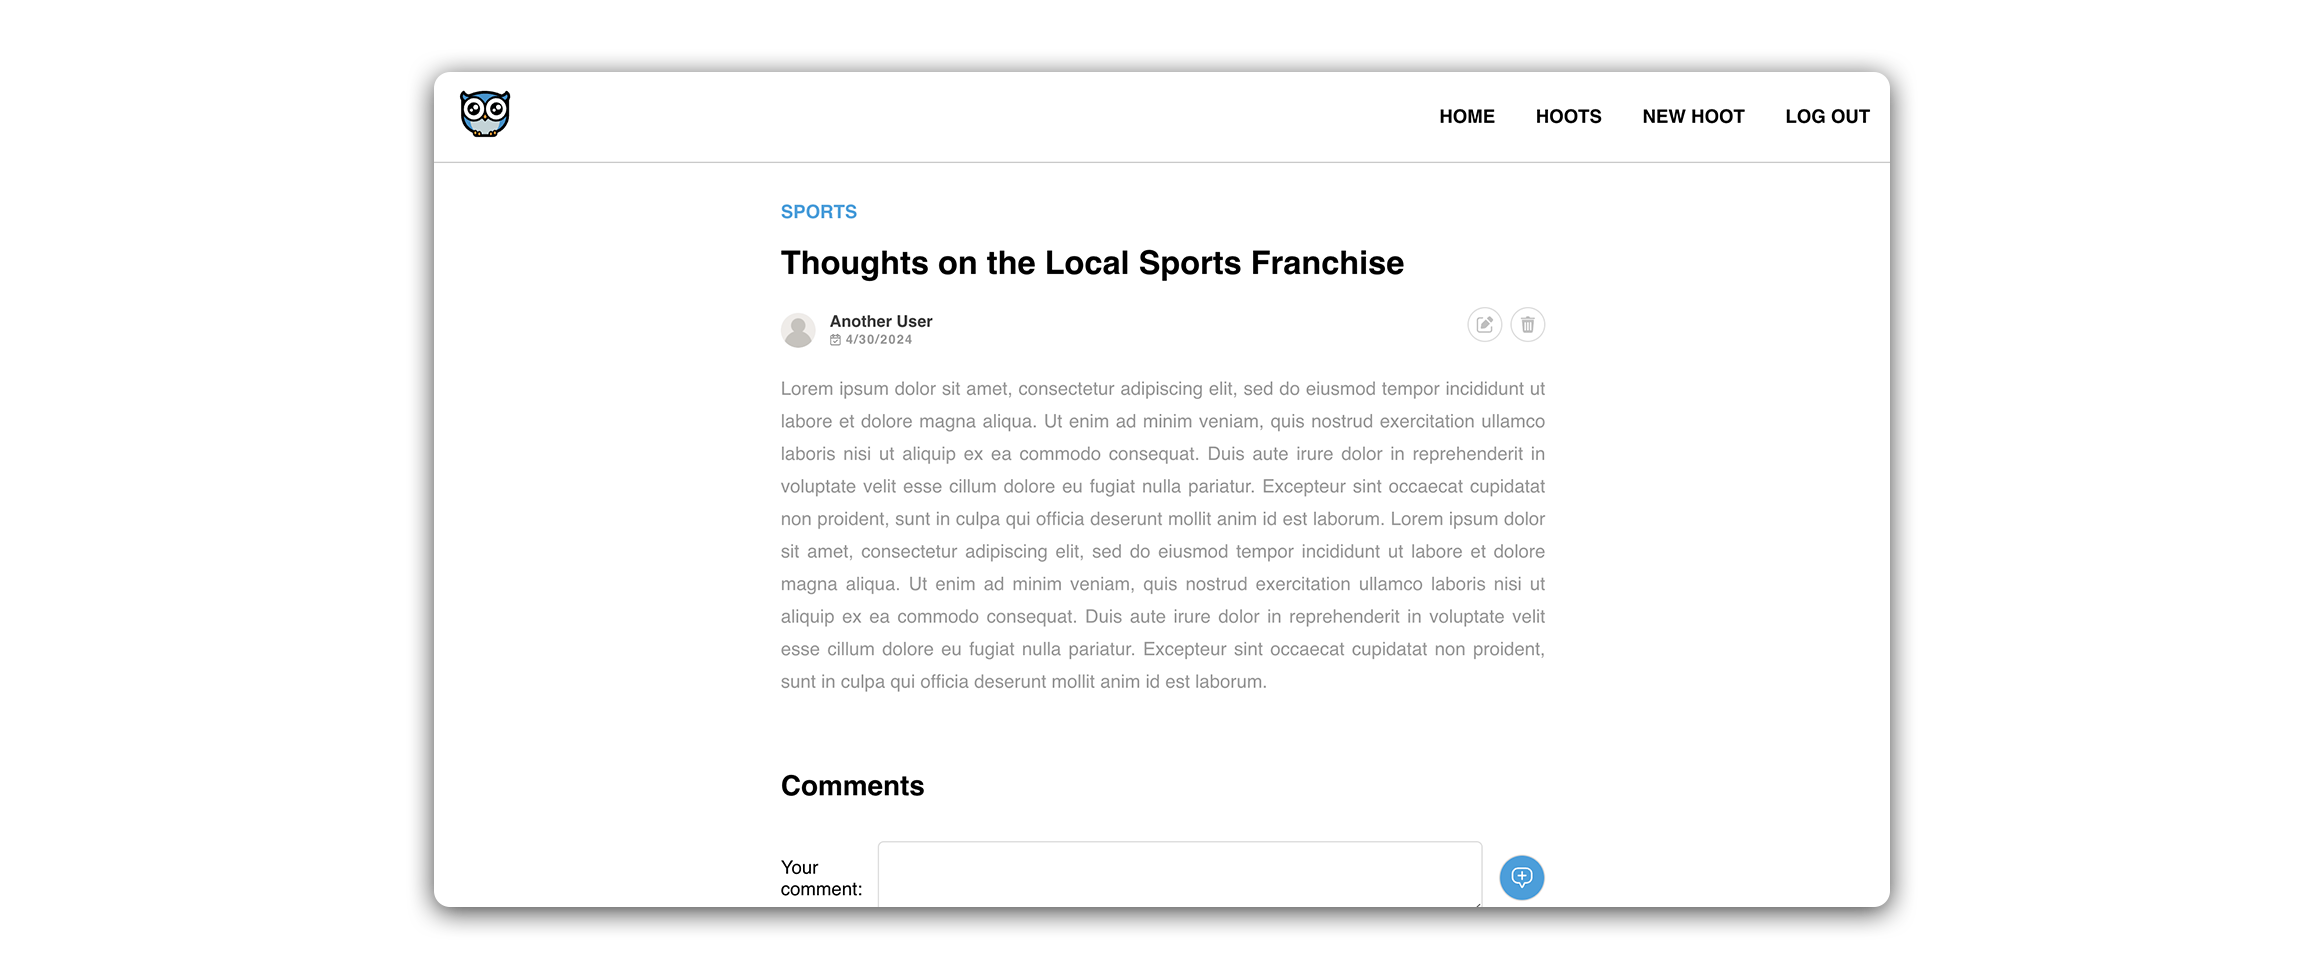 HOME HOOTS NEW HOOT LOG OUT
SPORTS
Thoughts on the Local Sports Franchise
Another User
4/30/2024
Lorem ipsum dolor sit amet, consectetur adipiscing elit, sed do eiusmod tempor incididunt ut
labore et dolore magna aliqua. Ut enim ad minim veniam, quis nostrud exercitation ullamco
laboris nisi ut aliquip ex ea commodo consequat. Duis aute irure dolor in reprehenderit in
voluptate velit esse cillum dolore eu fugiat nulla pariatur. Excepteur sint occaecat cupidatat
non proident, sunt in culpa qui officia deserunt mollit anim id est laborum. Lorem ipsum dolor
sit amet, consectetur adipiscing elit, sed do eiusmod tempor incididunt ut labore et dolore
magna aliqua. Ut enim ad minim veniam, quis nostrud exercitation ullamco laboris nisi ut
aliquip ex ea commodo consequat. Duis aute irure dolor in reprehenderit in voluptate velit
esse cillum dolore eu fugiat nulla pariatur. Excepteur sint occaecat cupidatat non proident,
sunt in culpa qui officia deserunt mollit anim id est laborum.
Comments
Your
comment: